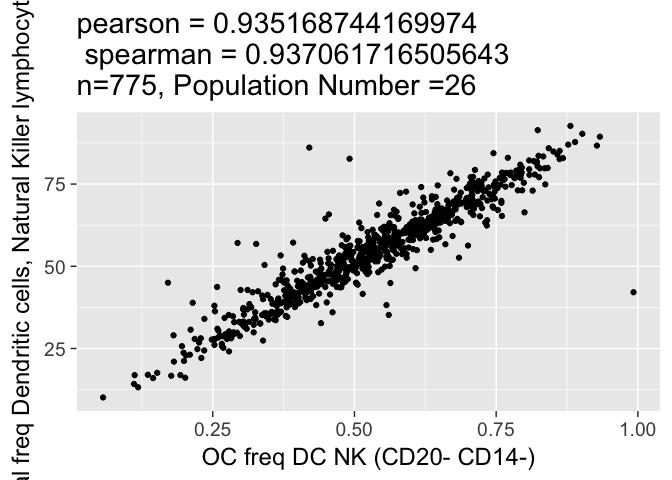 pearson = 0.935168744169974
spearman = 0.937061716505643
n=775, Population Number =26
freq Dendritic cells, Natural Killer lymphocyt
75
50
25
0.25 0.50 0.75 1.00
OC freq DC NK (CD20- CD14-)